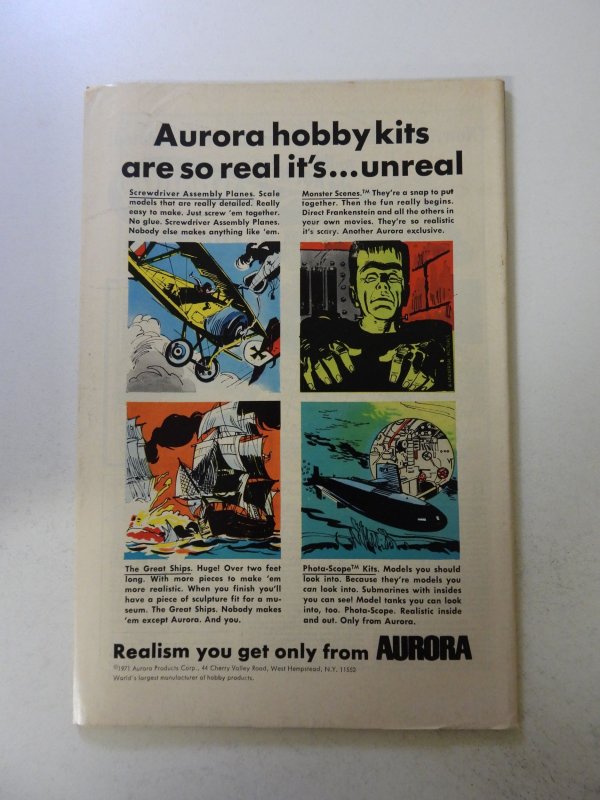 Aurora hobby kits
are so real it's...unreal
Screwdriver Assembly Planes. Scale
models that are really detailed. Really
easy to make. Just screw 'em together.
No glue. Screwdriver Assembly Planes.
Nobody else makes anything like 'em.
Monster Scenes.™ They're a snap to put
together. Then the fun really begins.
Direct Frankenstein and all the others in
your own movies. They're so realistic
it's scary. Another Aurora exclusive.
The Great Ships. Huge! Over two feet
long. With more pieces to make 'em
more realistic. When you finish you'll
have a piece of sculpture fit for a mu-
seum. The Great Ships. Nobody makes
'em except Aurora. And you.
Phota-Scope™ Kits. Models you should
look into. Because they're models you
can look into. Submarines with insides
you can see! Model tanks you can look
into, too. Phota-Scope. Realistic inside
and out. Only from Aurora.
Realism you get only from AURORA
©1971 Aurora Products Corp., 44 Cherry Valley Road, West Hempstead, N.Y. 11552
World's largest manufacturer of hobby products.